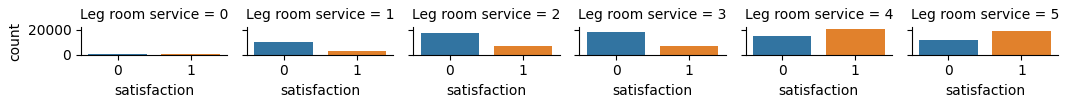 Leg room service = 0 Leg room service = 1 Leg room service = 2 Leg room service = 3 Leg room service = 4 Leg room service = 5
20000
count
0
0 1 0 1 0 1 0 1 0 1 0 1
satisfaction satisfaction satisfaction satisfaction satisfaction satisfaction